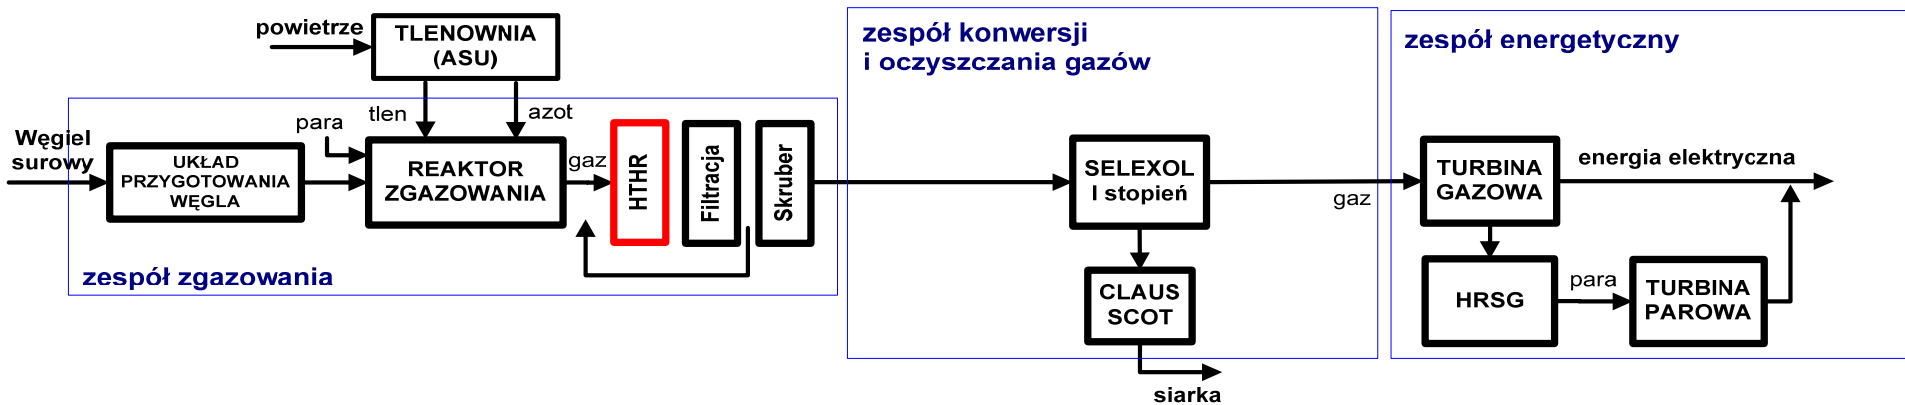 powietrze
TLENOWNIA
(ASU)
zespół konwersji
i oczyszczania gazów
zespół energetyczny
tlen
azot
para
Węgiel
surowy
UKŁAD
PRZYGOTOWANIA
WĘGLA
REAKTOR
ZGAZOWANIA
gaz
HTHR
Filtracja
Skruber
SELEXOL
I stopień
gaz
TURBINA
GAZOWA
energia elektryczna
zespół zgazowania
CLAUS
SCOT
HRSG
para
TURBINA
PAROWA
siarka